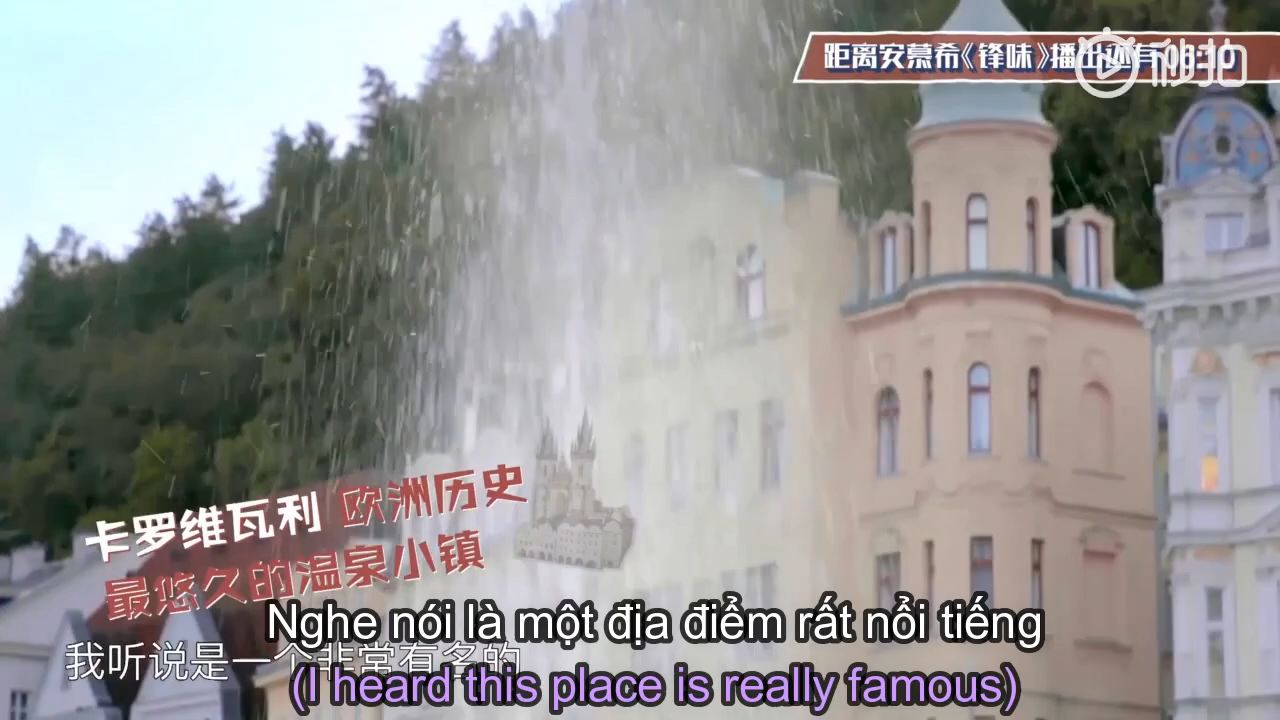 距离安慕希《锋味》播出还有
秒拍
卡罗维瓦利 欧洲历史
最悠久的温泉小镇
Nghe nói là một địa điểm rất nổi tiếng
我听说是一个非常有名的
(I heard this place is really famous)